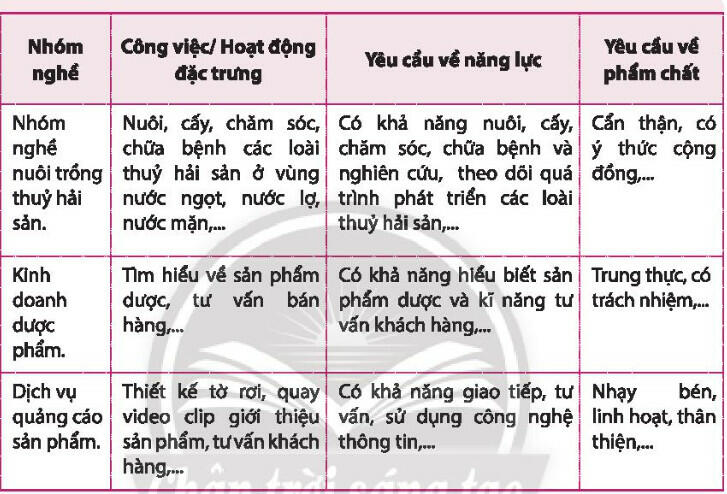 Nhóm
nghề
Công việc/ Hoạt động
đặc trưng
Yêu cầu về năng lực
Yêu cầu về
phẩm chất
Nhóm
nghề
nuôi trồng
thuỷ hải
sản.
Nuôi, cấy, chăm sóc,
chữa bệnh các loài
thuỷ hải sản ở vùng
nước ngọt, nước lợ,
nước mặn,...
Có khả năng nuôi, cấy,
chăm sóc, chữa bệnh và
nghiên cứu, theo dõi quá
trình phát triển các loài
thuỷ hải sản,...
Cẩn thận, có
ý thức cộng
đồng,...
Kinh
doanh
dược
phẩm.
Tìm hiểu về sản phẩm
dược, tư vấn bán
hàng,...
Có khả năng hiểu biết sản
phẩm dược và kĩ năng tư
vấn khách hàng,...
Trung thực, có
trách nhiệm,...
Dịch vụ
quảng cáo
sản phẩm.
Thiết kế tờ rơi, quay
video clip giới thiệu
sản phẩm, tư vấn khách
hàng,...
Có khả năng giao tiếp, tư
vấn, sử dụng công nghệ
thông tin,...
Nhạy bén,
linh hoạt, thân
thiện,...
Chân trời sáng tạo